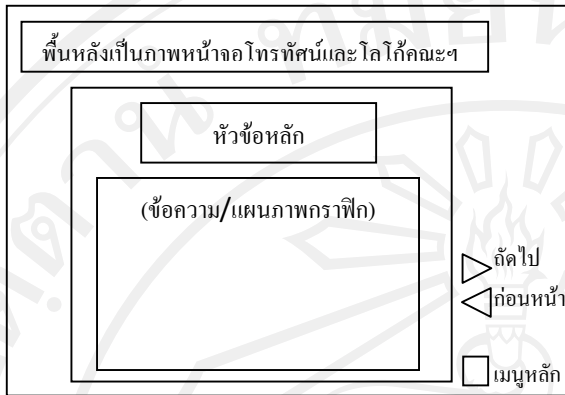 พื้นหลังเป็นภาพหน้าจอโทรทัศน์และโลโก้คณะฯ
หัวข้อหลัก
(ข้อความ/แผนภาพกราฟิก)
ถัดไป
ก่อนหน้า
เมนูหลัก